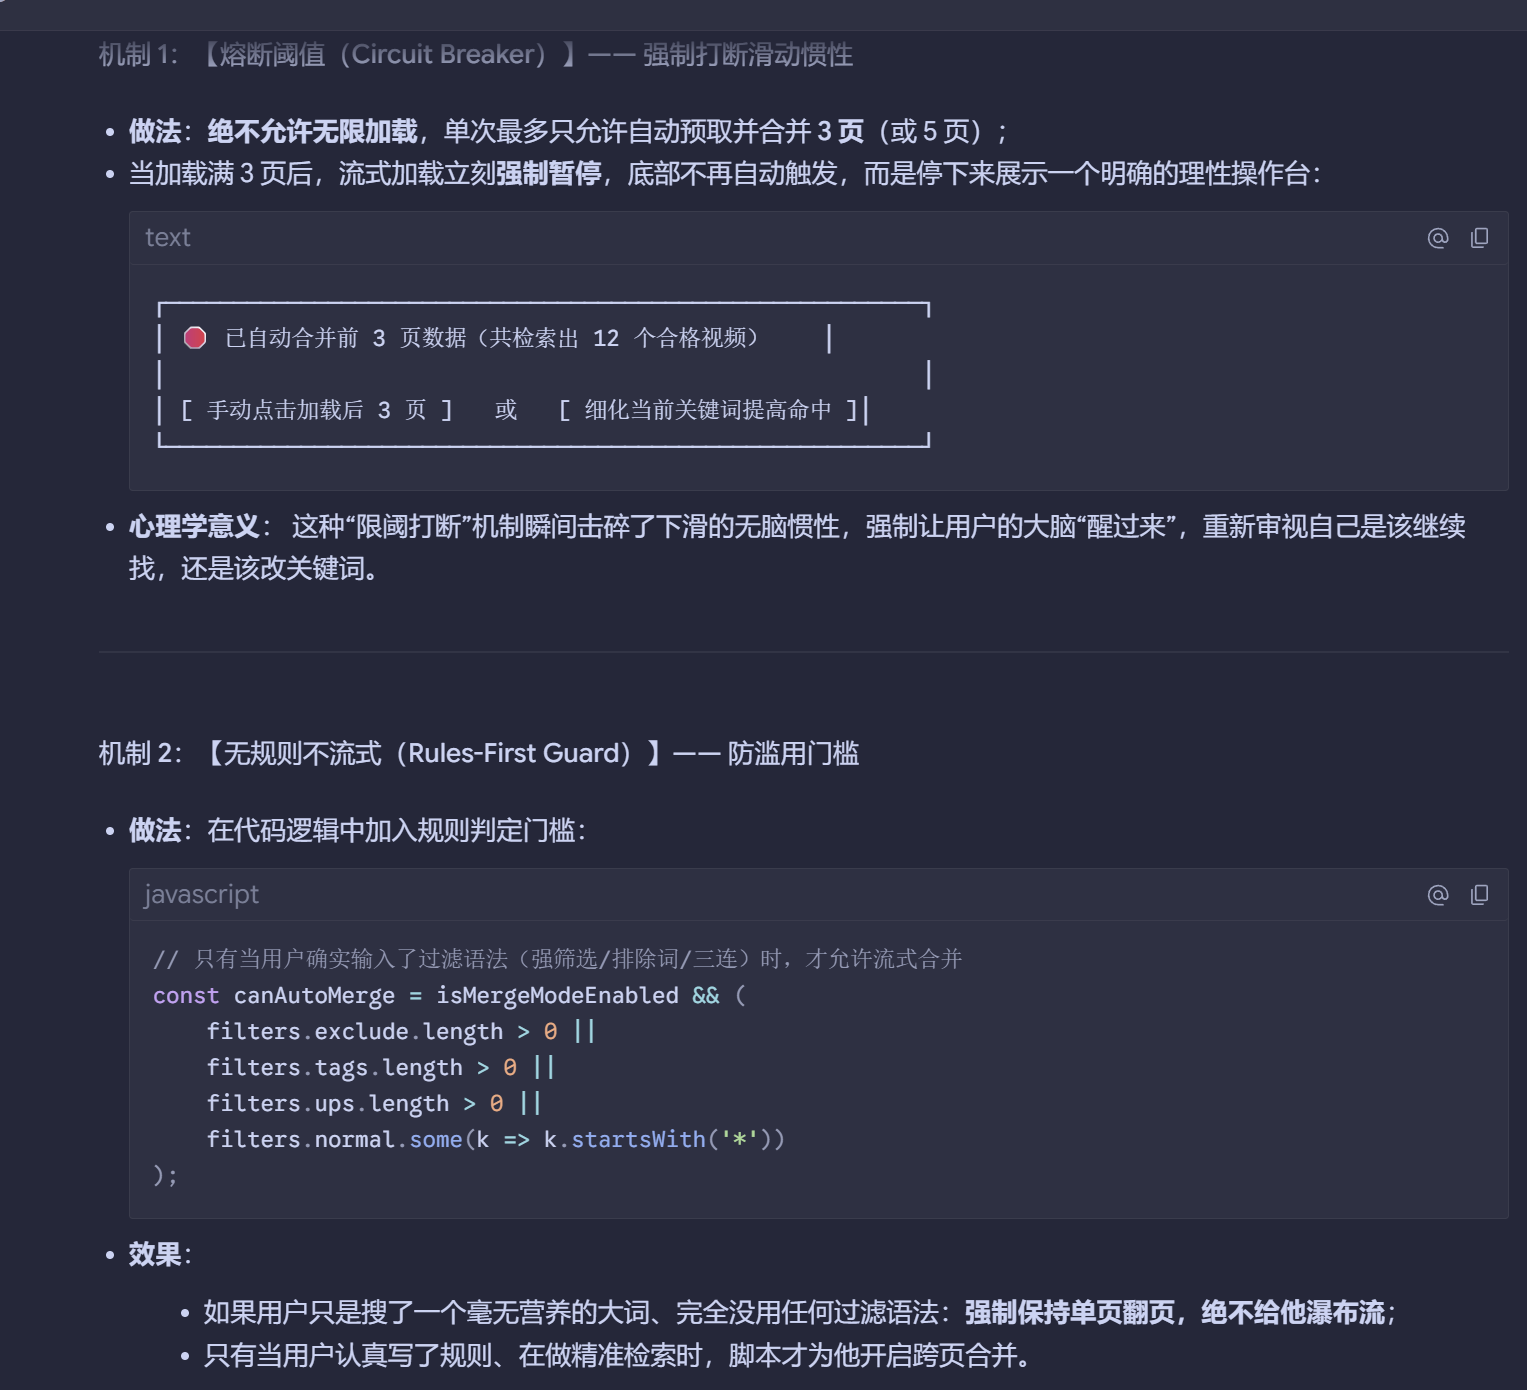 机制 1：【熔断阈值（Circuit Breaker）】—— 强制打断滑动惯性
• 做法：绝不允许无限加载，单次最多只允许自动预取并合并 3 页（或 5 页）；
• 当加载满 3 页后，流式加载立刻强制暂停，底部不再自动触发，而是停下来展示一个明确的理性操作台：
text
🛑 已自动合并前 3 页数据（共检索出 12 个合格视频）
[ 手动点击加载后 3 页 ] 或 [ 细化当前关键词提高命中 ]
• 心理学意义： 这种“限阈打断”机制瞬间击碎了下滑的无脑惯性，强制让用户的大脑“醒过来”，重新审视自己是该继续
找，还是该改关键词。
机制 2：【无规则不流式（Rules-First Guard）】—— 防滥用门槛
• 做法：在代码逻辑中加入规则判定门槛：
javascript
// 只有当用户确实输入了过滤语法（强筛选/排除词/三连）时，才允许流式合并
const canAutoMerge = isMergeModeEnabled && (
    filters.exclude.length > 0 ||
    filters.tags.length > 0 ||
    filters.ups.length > 0 ||
    filters.normal.some(k => k.startsWith('*'))
);
• 效果：
• 如果用户只是搜了一个毫无营养的大词、完全没用任何过滤语法：强制保持单页翻页，绝不给他瀑布流；
• 只有当用户认真写了规则、在做精准检索时，脚本才为他开启跨页合并。